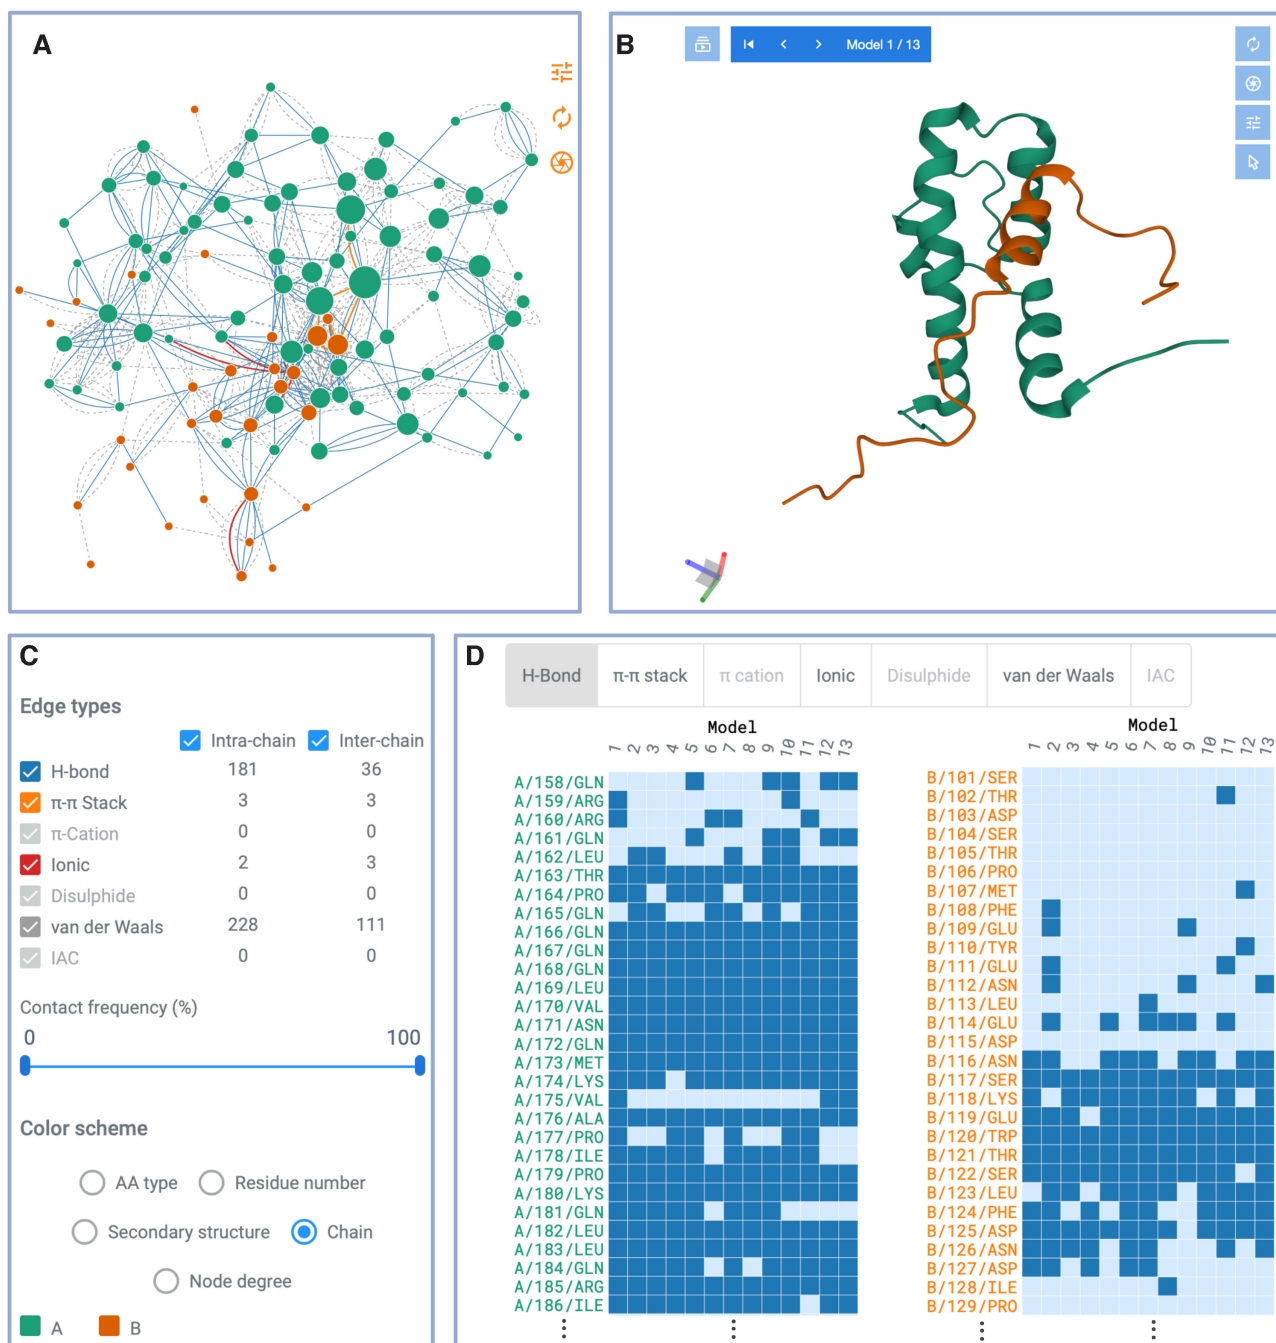 A
B
Model 1 / 13
C
Edge types
Intra-chain Inter-chain
H-bond 181 36
π-π Stack 3 3
π-Cation 0 0
Ionic 2 3
Disulphide 0 0
van der Waals 228 111
IAC 0 0
Contact frequency (%)
0 100
Color scheme
AA type Residue number
Secondary structure Chain
Node degree
A B
D
H-Bond π-π stack π cation Ionic Disulphide van der Waals IAC
Model
1 2 3 4 5 6 7 8 9 10 11 12 13
A/158/GLN
A/159/ARG
A/160/ARG
A/161/GLN
A/162/LEU
A/163/THR
A/164/PRO
A/165/GLN
A/166/GLN
A/167/GLN
A/168/GLN
A/169/LEU
A/170/VAL
A/171/ASN
A/172/GLN
A/173/MET
A/174/LYS
A/175/VAL
A/176/ALA
A/177/PRO
A/178/ILE
A/179/PRO
A/180/LYS
A/181/GLN
A/182/LEU
A/183/LEU
A/184/GLN
A/185/ARG
A/186/ILE
Model
1 2 3 4 5 6 7 8 9 10 11 12 13
B/101/SER
B/102/THR
B/103/ASP
B/104/SER
B/105/THR
B/106/PRO
B/107/MET
B/108/PHE
B/109/GLU
B/110/TYR
B/111/GLU
B/112/ASN
B/113/LEU
B/114/GLU
B/115/ASP
B/116/ASN
B/117/SER
B/118/LYS
B/119/GLU
B/120/TRP
B/121/THR
B/122/SER
B/123/LEU
B/124/PHE
B/125/ASP
B/126/ASN
B/127/ASP
B/128/ILE
B/129/PRO